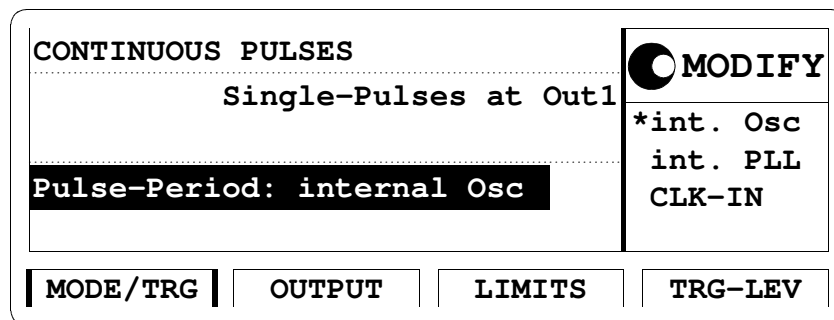 CONTINUOUS PULSES
Single-Pulses at Out1
Pulse-Period: internal Osc
MODIFY
*int. Osc
int. PLL
CLK-IN
MODE/TRG
OUTPUT
LIMITS
TRG-LEV